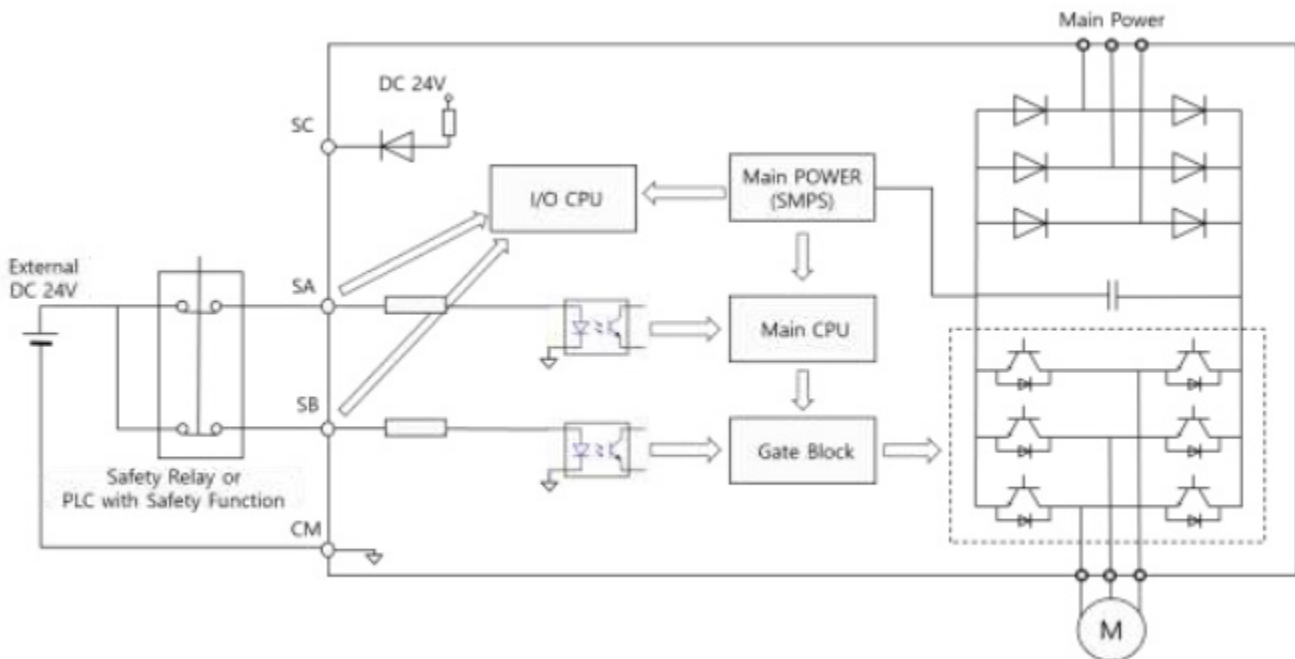 Main Power
DC 24V
SC
I/O CPU
Main POWER
(SMPS)
External
DC 24V
SA
Main CPU
SB
Gate Block
Safety Relay or
PLC with Safety Function
CM
M